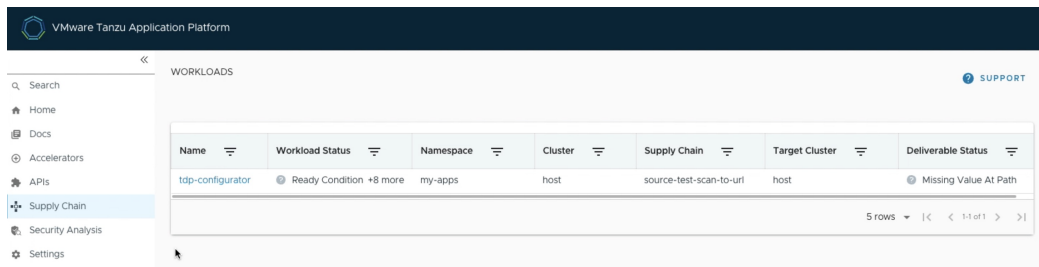 VMware Tanzu Application Platform
Search
Home
Docs
Accelerators
APIs
Supply Chain
Security Analysis
Settings
WORKLOADS
SUPPORT
Name Workload Status Namespace Cluster Supply Chain Target Cluster Deliverable Status
tdp-configurator Ready Condition +8 more my-apps host source-test-scan-to-url host Missing Value At Path
5 rows 1-1 of 1